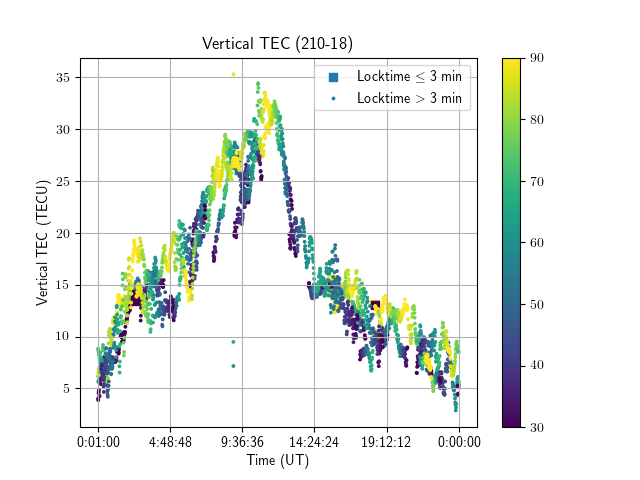 Vertical TEC (210-18)
Locktime ≤ 3 min
Locktime > 3 min
Vertical TEC (TECU)
35
30
25
20
15
10
5
0:01:00 4:48:48 9:36:36 14:24:24 19:12:12 0:00:00
Time (UT)
90
80
70
60
50
40
30